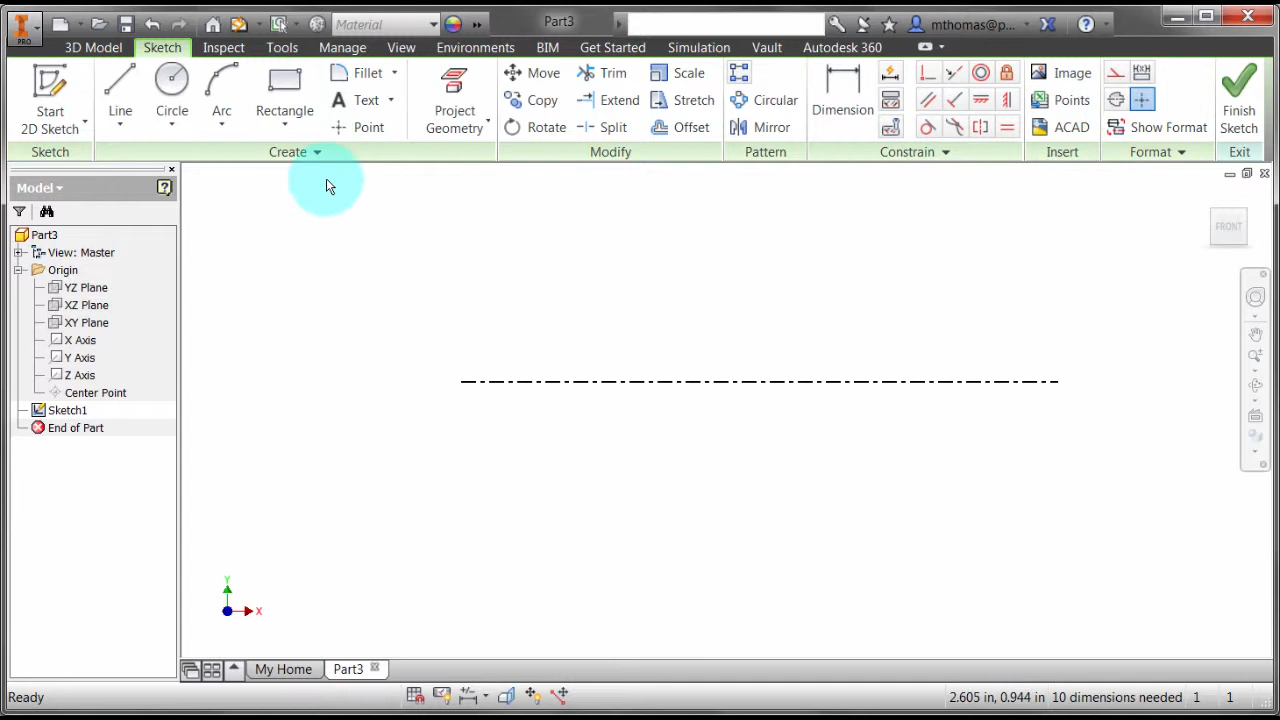 PRO
Material
Part3
mthomas@p...
3D Model Sketch Inspect Tools Manage View Environments BIM Get Started Simulation Vault Autodesk 360
Start
2D Sketch
Line
Circle
Arc
Rectangle
Fillet
Text
Point
Project
Geometry
Move
Copy
Rotate
Trim
Extend
Split
Scale
Stretch
Offset
Circular
Mirror
Dimension
Image
Points
ACAD
Show Format
Finish
Sketch
Sketch Create Modify Pattern Constrain Insert Format Exit
Model
Part3
View: Master
Origin
YZ Plane
XZ Plane
XY Plane
X Axis
Y Axis
Z Axis
Center Point
Sketch1
End of Part
FRONT
Y
X
My Home Part3
Ready
2.605 in, 0.944 in 10 dimensions needed 1 1